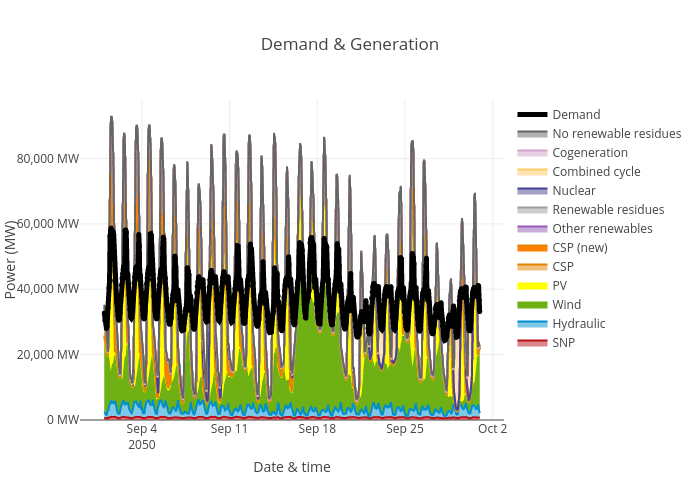 Demand & Generation
Power (MW)
80,000 MW
60,000 MW
40,000 MW
20,000 MW
0 MW
Sep 4
2050
Sep 11
Sep 18
Sep 25
Oct 2
Date & time
Demand
No renewable residues
Cogeneration
Combined cycle
Nuclear
Renewable residues
Other renewables
CSP (new)
CSP
PV
Wind
Hydraulic
SNP